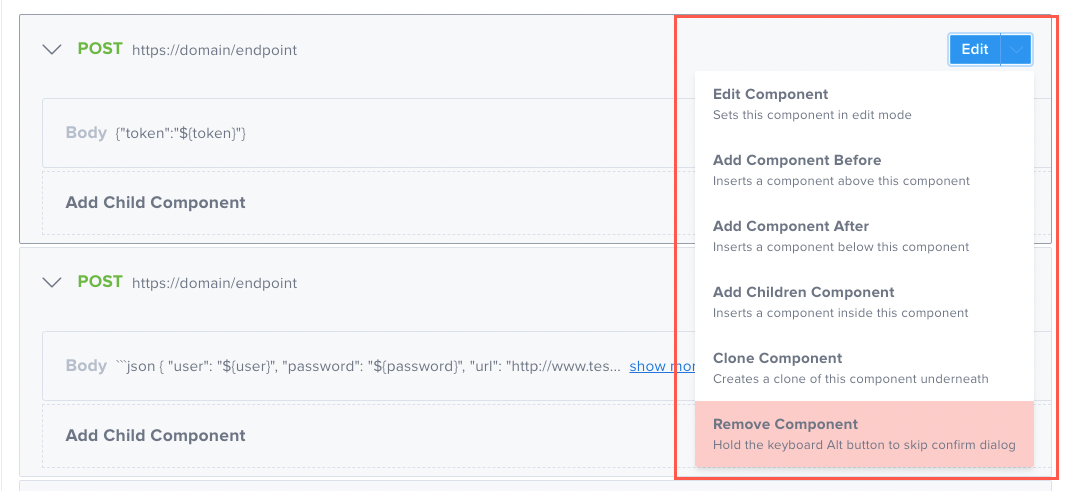 POST https://domain/endpoint Edit
Edit Component
Sets this component in edit mode
Body {"token":"${token}"}
Add Component Before
Inserts a component above this component
Add Child Component
Add Component After
Inserts a component below this component
POST https://domain/endpoint
Add Children Component
Inserts a component inside this component
Body ```json { "user": "${user}", "password": "${password}", "url": "http://www.tes... show mor
Clone Component
Creates a clone of this component underneath
Add Child Component
Remove Component
Hold the keyboard Alt button to skip confirm dialog